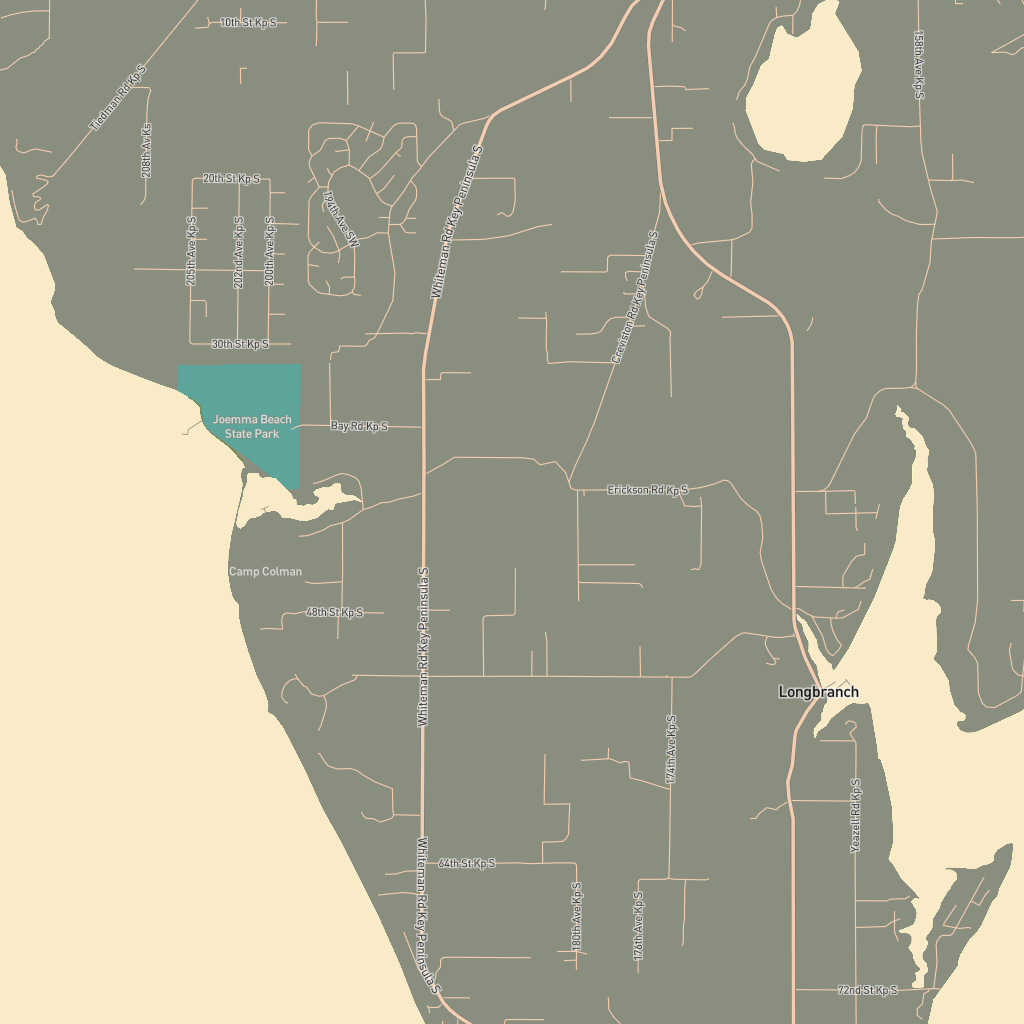 10th St Kp S
158th Ave Kp S
Tiedman Rd Kp S
208th Av Ks
20th St Kp S
194th Ave SW
Whiteman Rd Key Peninsula S
205th Ave Kp S
202nd Ave Kp S
200th Ave Kp S
Creviston Rd Key Peninsula S
30th St Kp S
Joemma Beach
State Park
Bay Rd Kp S
Erickson Rd Kp S
Camp Colman
48th St Kp S
Whiteman Rd Key Peninsula S
Longbranch
174th Ave Kp S
Yeazell Rd Kp S
64th St Kp S
Whiteman Rd Key Peninsula S
180th Ave Kp S
176th Ave Kp S
72nd St Kp S